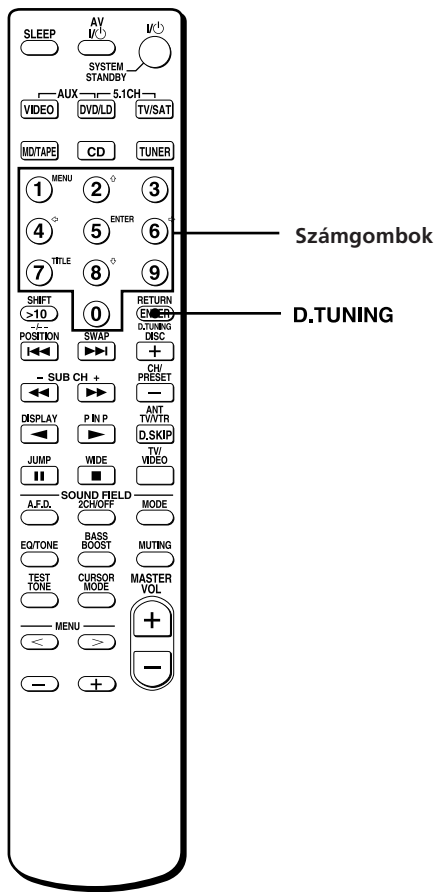 SLEEP AV I/⏻ I/⏻
SYSTEM STANDBY
AUX 5.1CH
VIDEO DVD/LD TV/SAT
MD/TAPE CD TUNER
1 MENU 2 ⇧ 3
4 ⇦ 5 ENTER 6 ⇨
Számgombok
7 TITLE 8 ⇩ 9
SHIFT RETURN
>10 0 ENTER
D.TUNING
-/-- D.TUNING
POSITION SWAP DISC
⏮ ⏭ +
– SUB CH + CH/PRESET
◀◀ ▶▶ –
DISPLAY P IN P ANT TV/VTR
◀ ▶ D.SKIP
JUMP WIDE TV/VIDEO
⏸ ■
SOUND FIELD
A.F.D. 2CH/OFF MODE
EQ/TONE BASS BOOST MUTING
TEST TONE CURSOR MODE MASTER VOL
MENU +
< >
–
– +